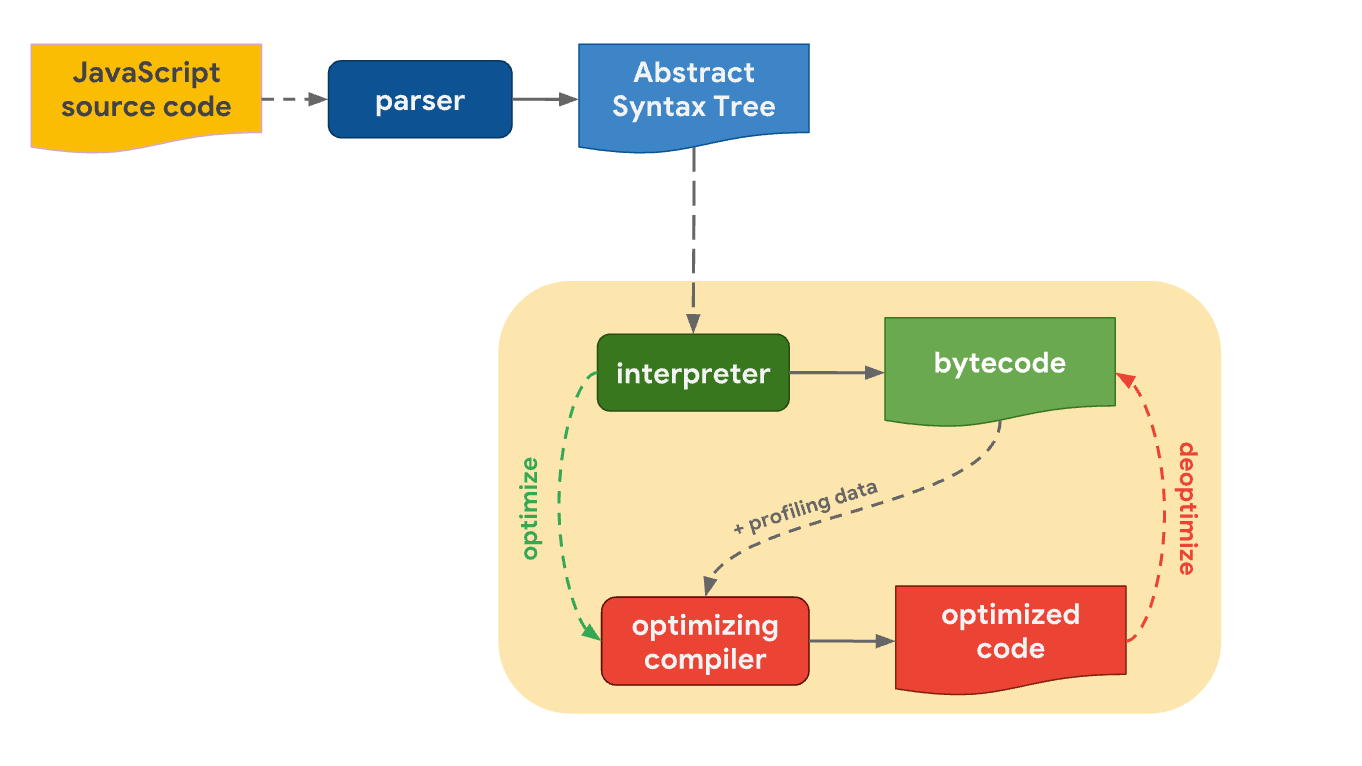 JavaScript
source code
parser
Abstract
Syntax Tree
interpreter
bytecode
optimize
+ profiling data
deoptimize
optimizing
compiler
optimized
code